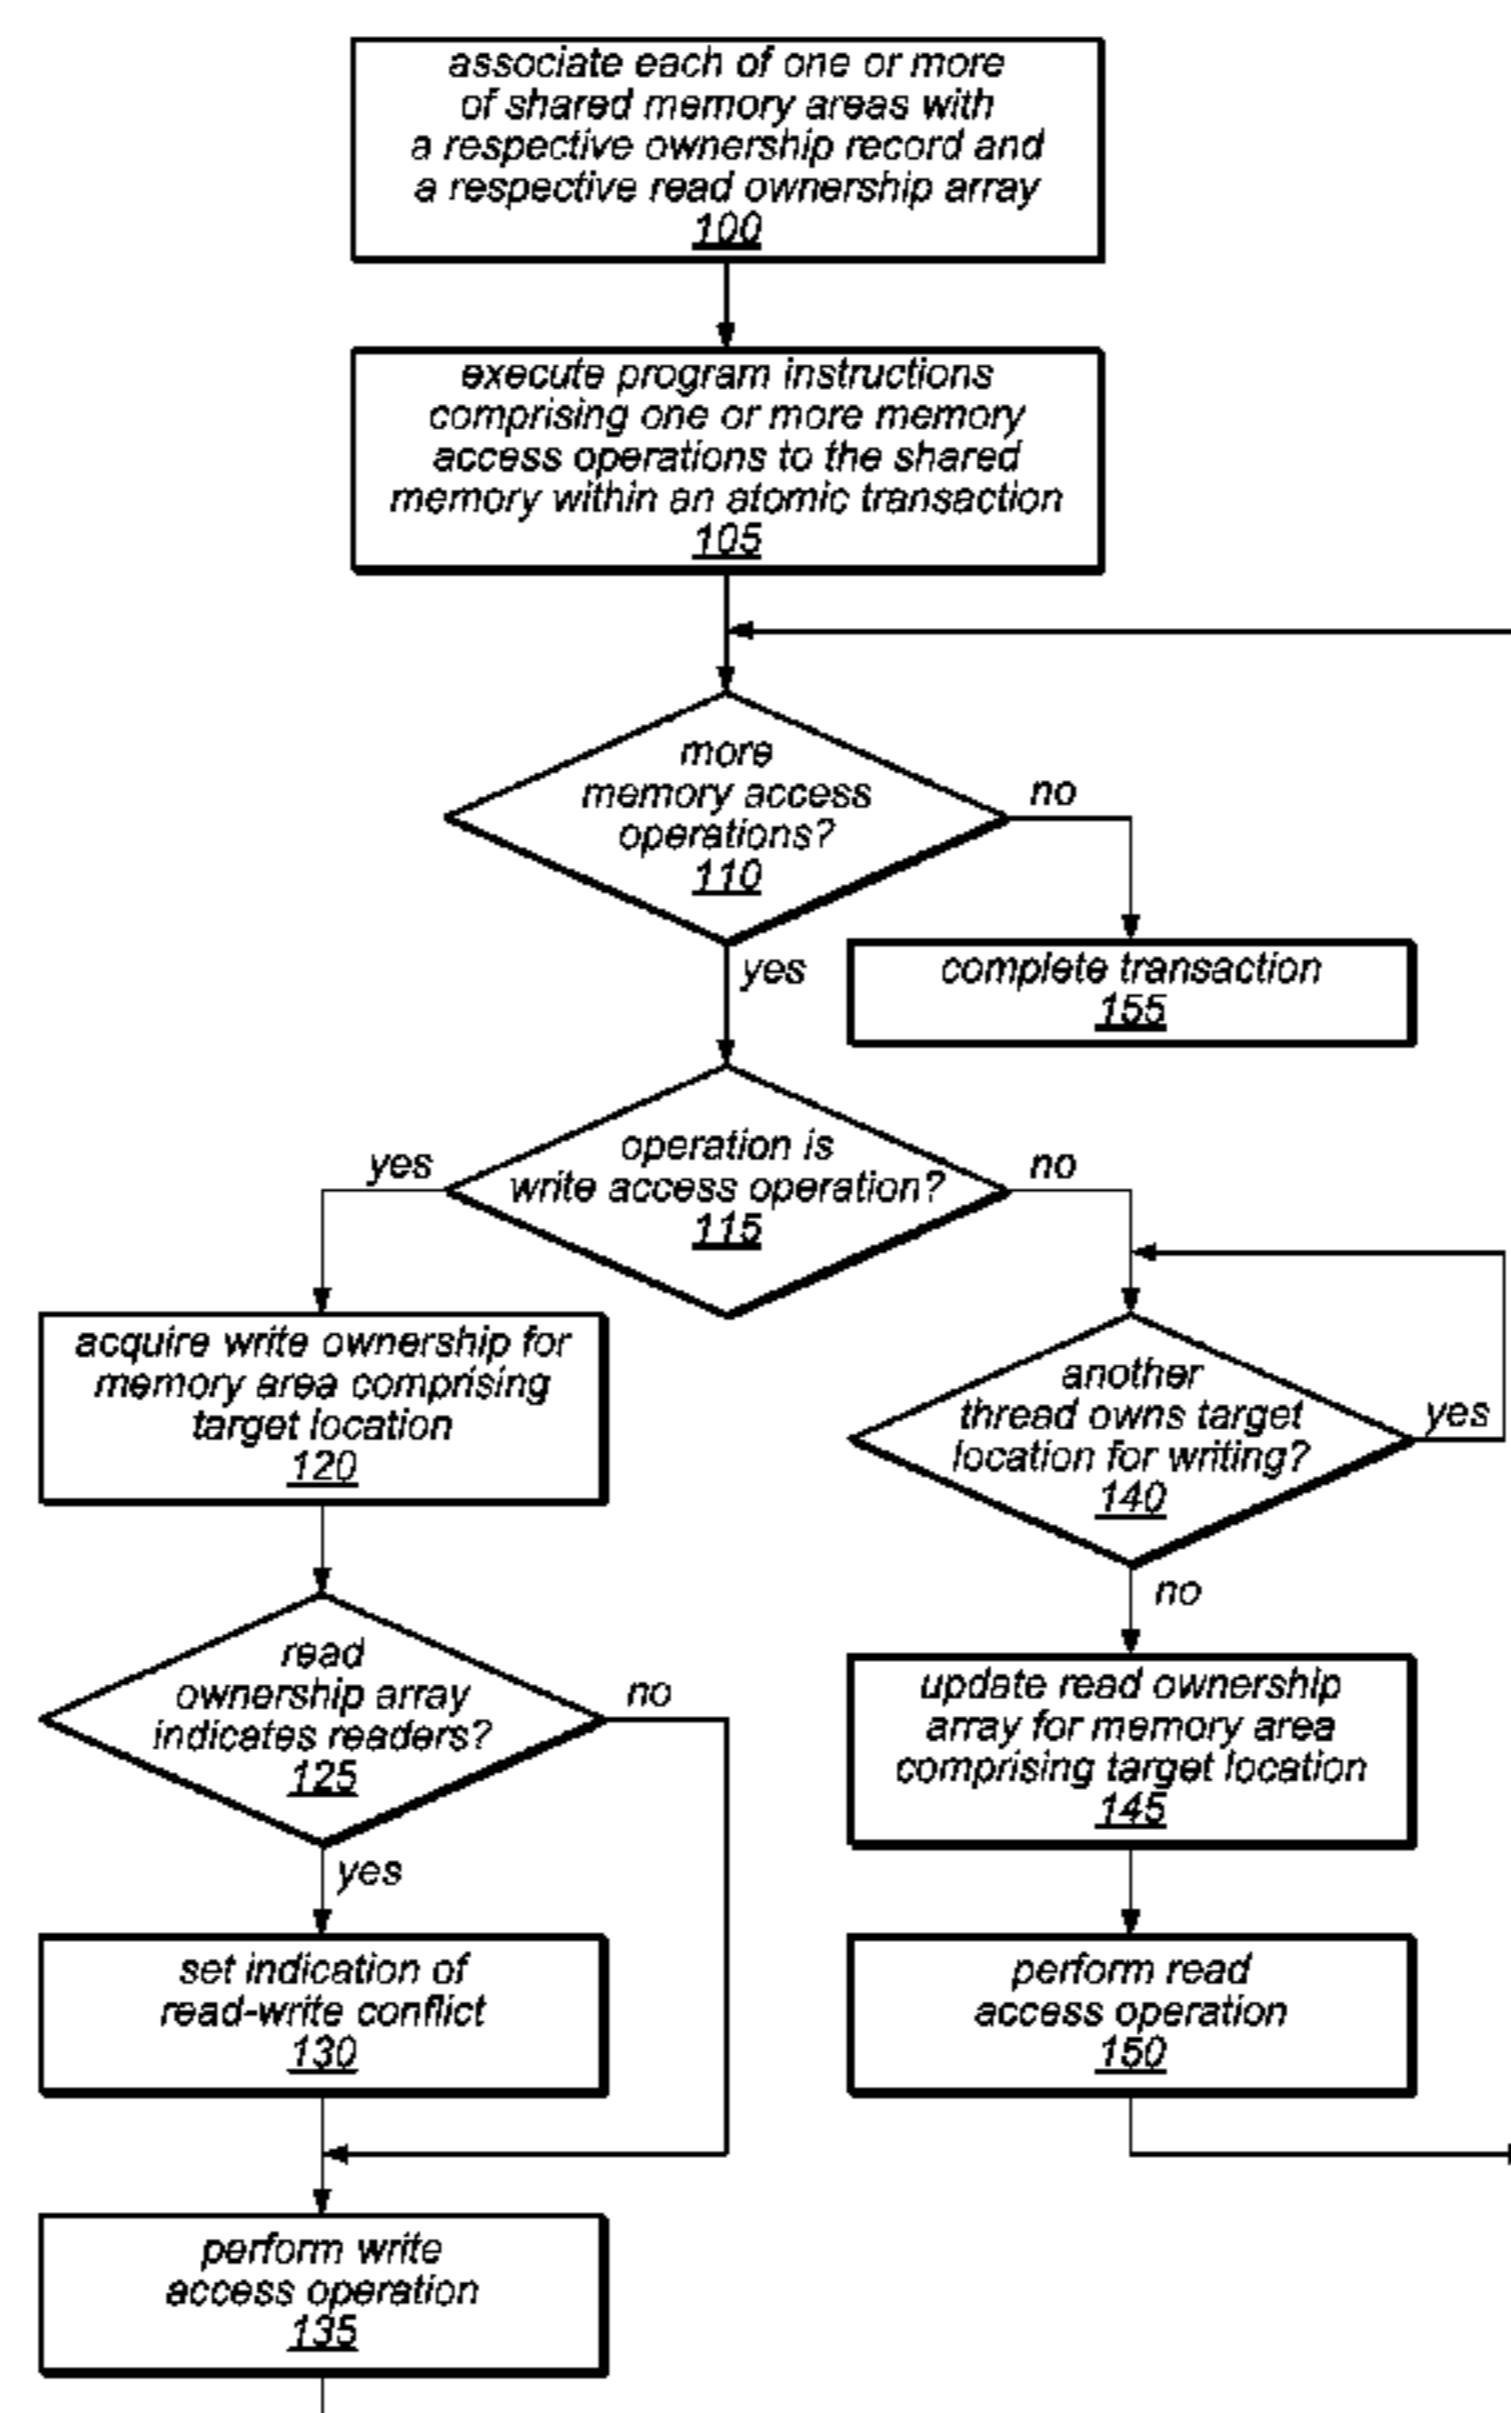 associate each of one or more
of shared memory areas with
a respective ownership record and
a respective read ownership array
100
execute program instructions
comprising one or more memory
access operations to the shared
memory within an atomic transaction
105
more
memory access
operations?
110
no
yes
complete transaction
155
operation is
write access operation?
115
yes
no
acquire write ownership for
memory area comprising
target location
120
another
thread owns target
location for writing?
140
yes
no
read
ownership array
indicates readers?
125
no
yes
update read ownership
array for memory area
comprising target location
145
set indication of
read-write conflict
130
perform read
access operation
150
perform write
access operation
135